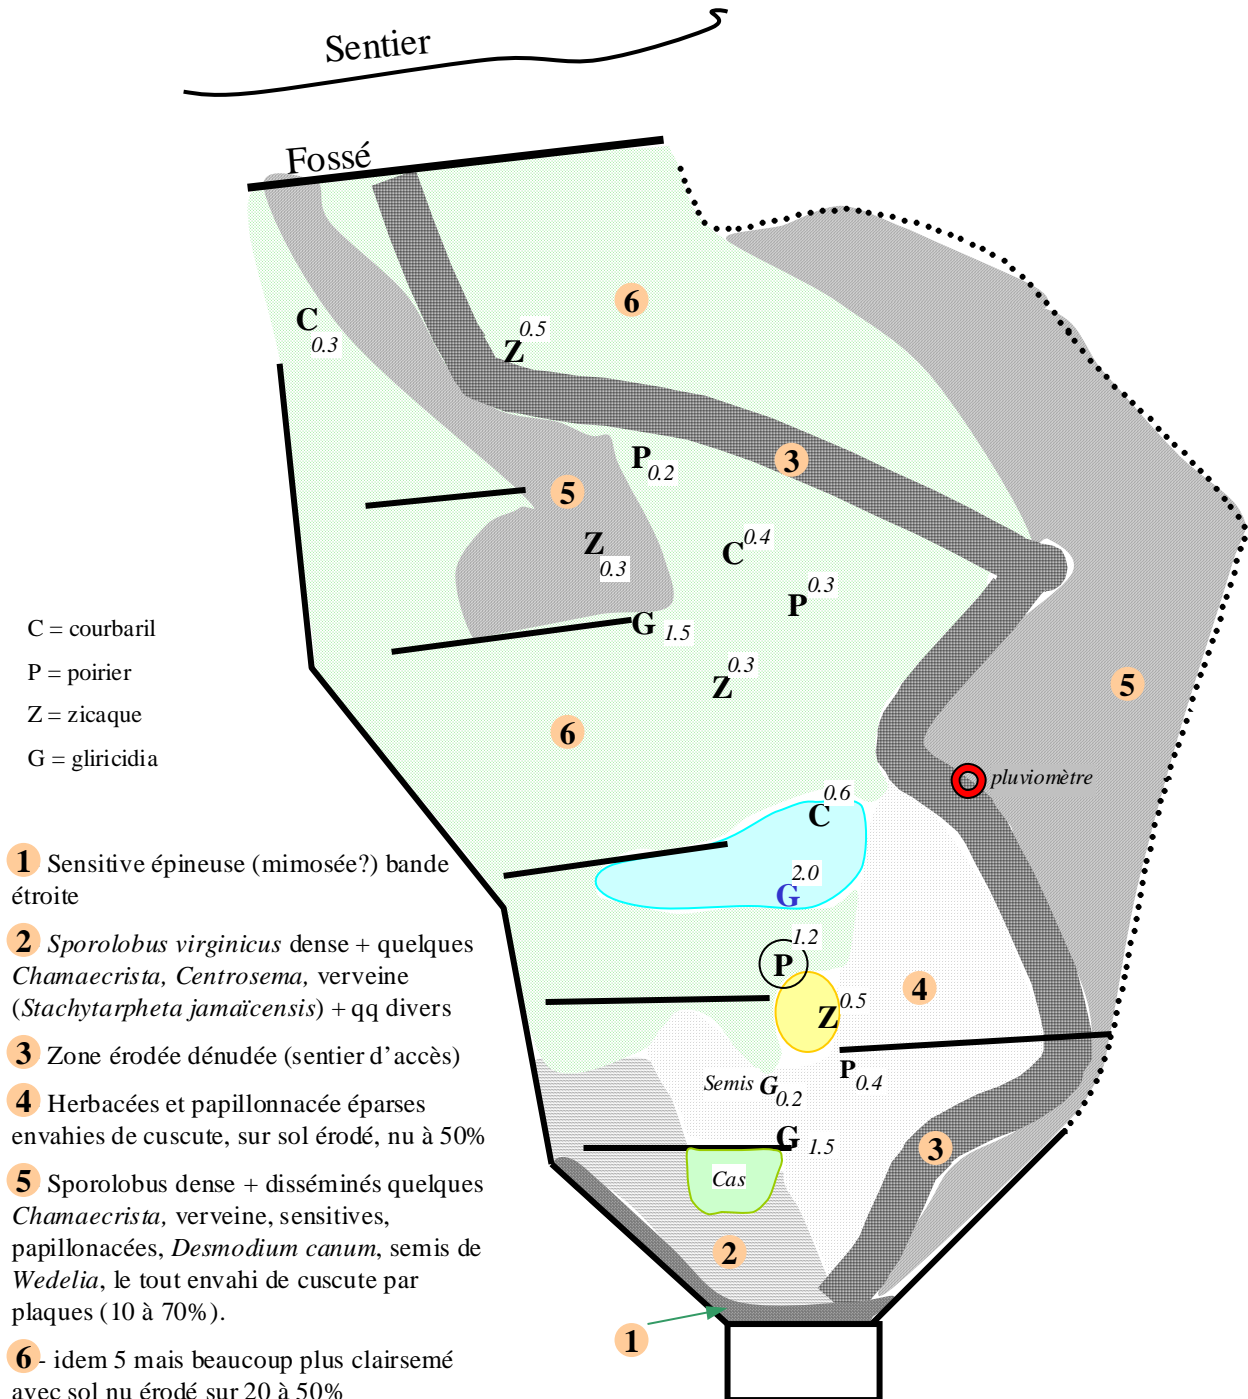 Sentier
Fossé
6
C 0.3
Z 0.5
P 0.2
3
5
Z 0.3
C 0.4
P 0.3
G 1.5
Z 0.3
5
6
pluviomètre
C 0.6
G 2.0
P 1.2
Z 0.5
4
P 0.4
Semis G 0.2
G 1.5
3
Cas
2
1
C = courbaril
P = poirier
Z = zicaque
G = gliricidia
1 Sensitive épineuse (mimosée?) bande
étroite
2 Sporolobus virginicus dense + quelques
Chamaecrista, Centrosema, verveine
(Stachytarpheta jamaïcensis) + qq divers
3 Zone érodée dénudée (sentier d’accès)
4 Herbacées et papillonnacée éparses
envahies de cuscute, sur sol érodé, nu à 50%
5 Sporolobus dense + disséminés quelques
Chamaecrista, verveine, sensitives,
papillonacées, Desmodium canum, semis de
Wedelia, le tout envahi de cuscute par
plaques (10 à 70%).
6 - idem 5 mais beaucoup plus clairsemé
avec sol nu érodé sur 20 à 50%